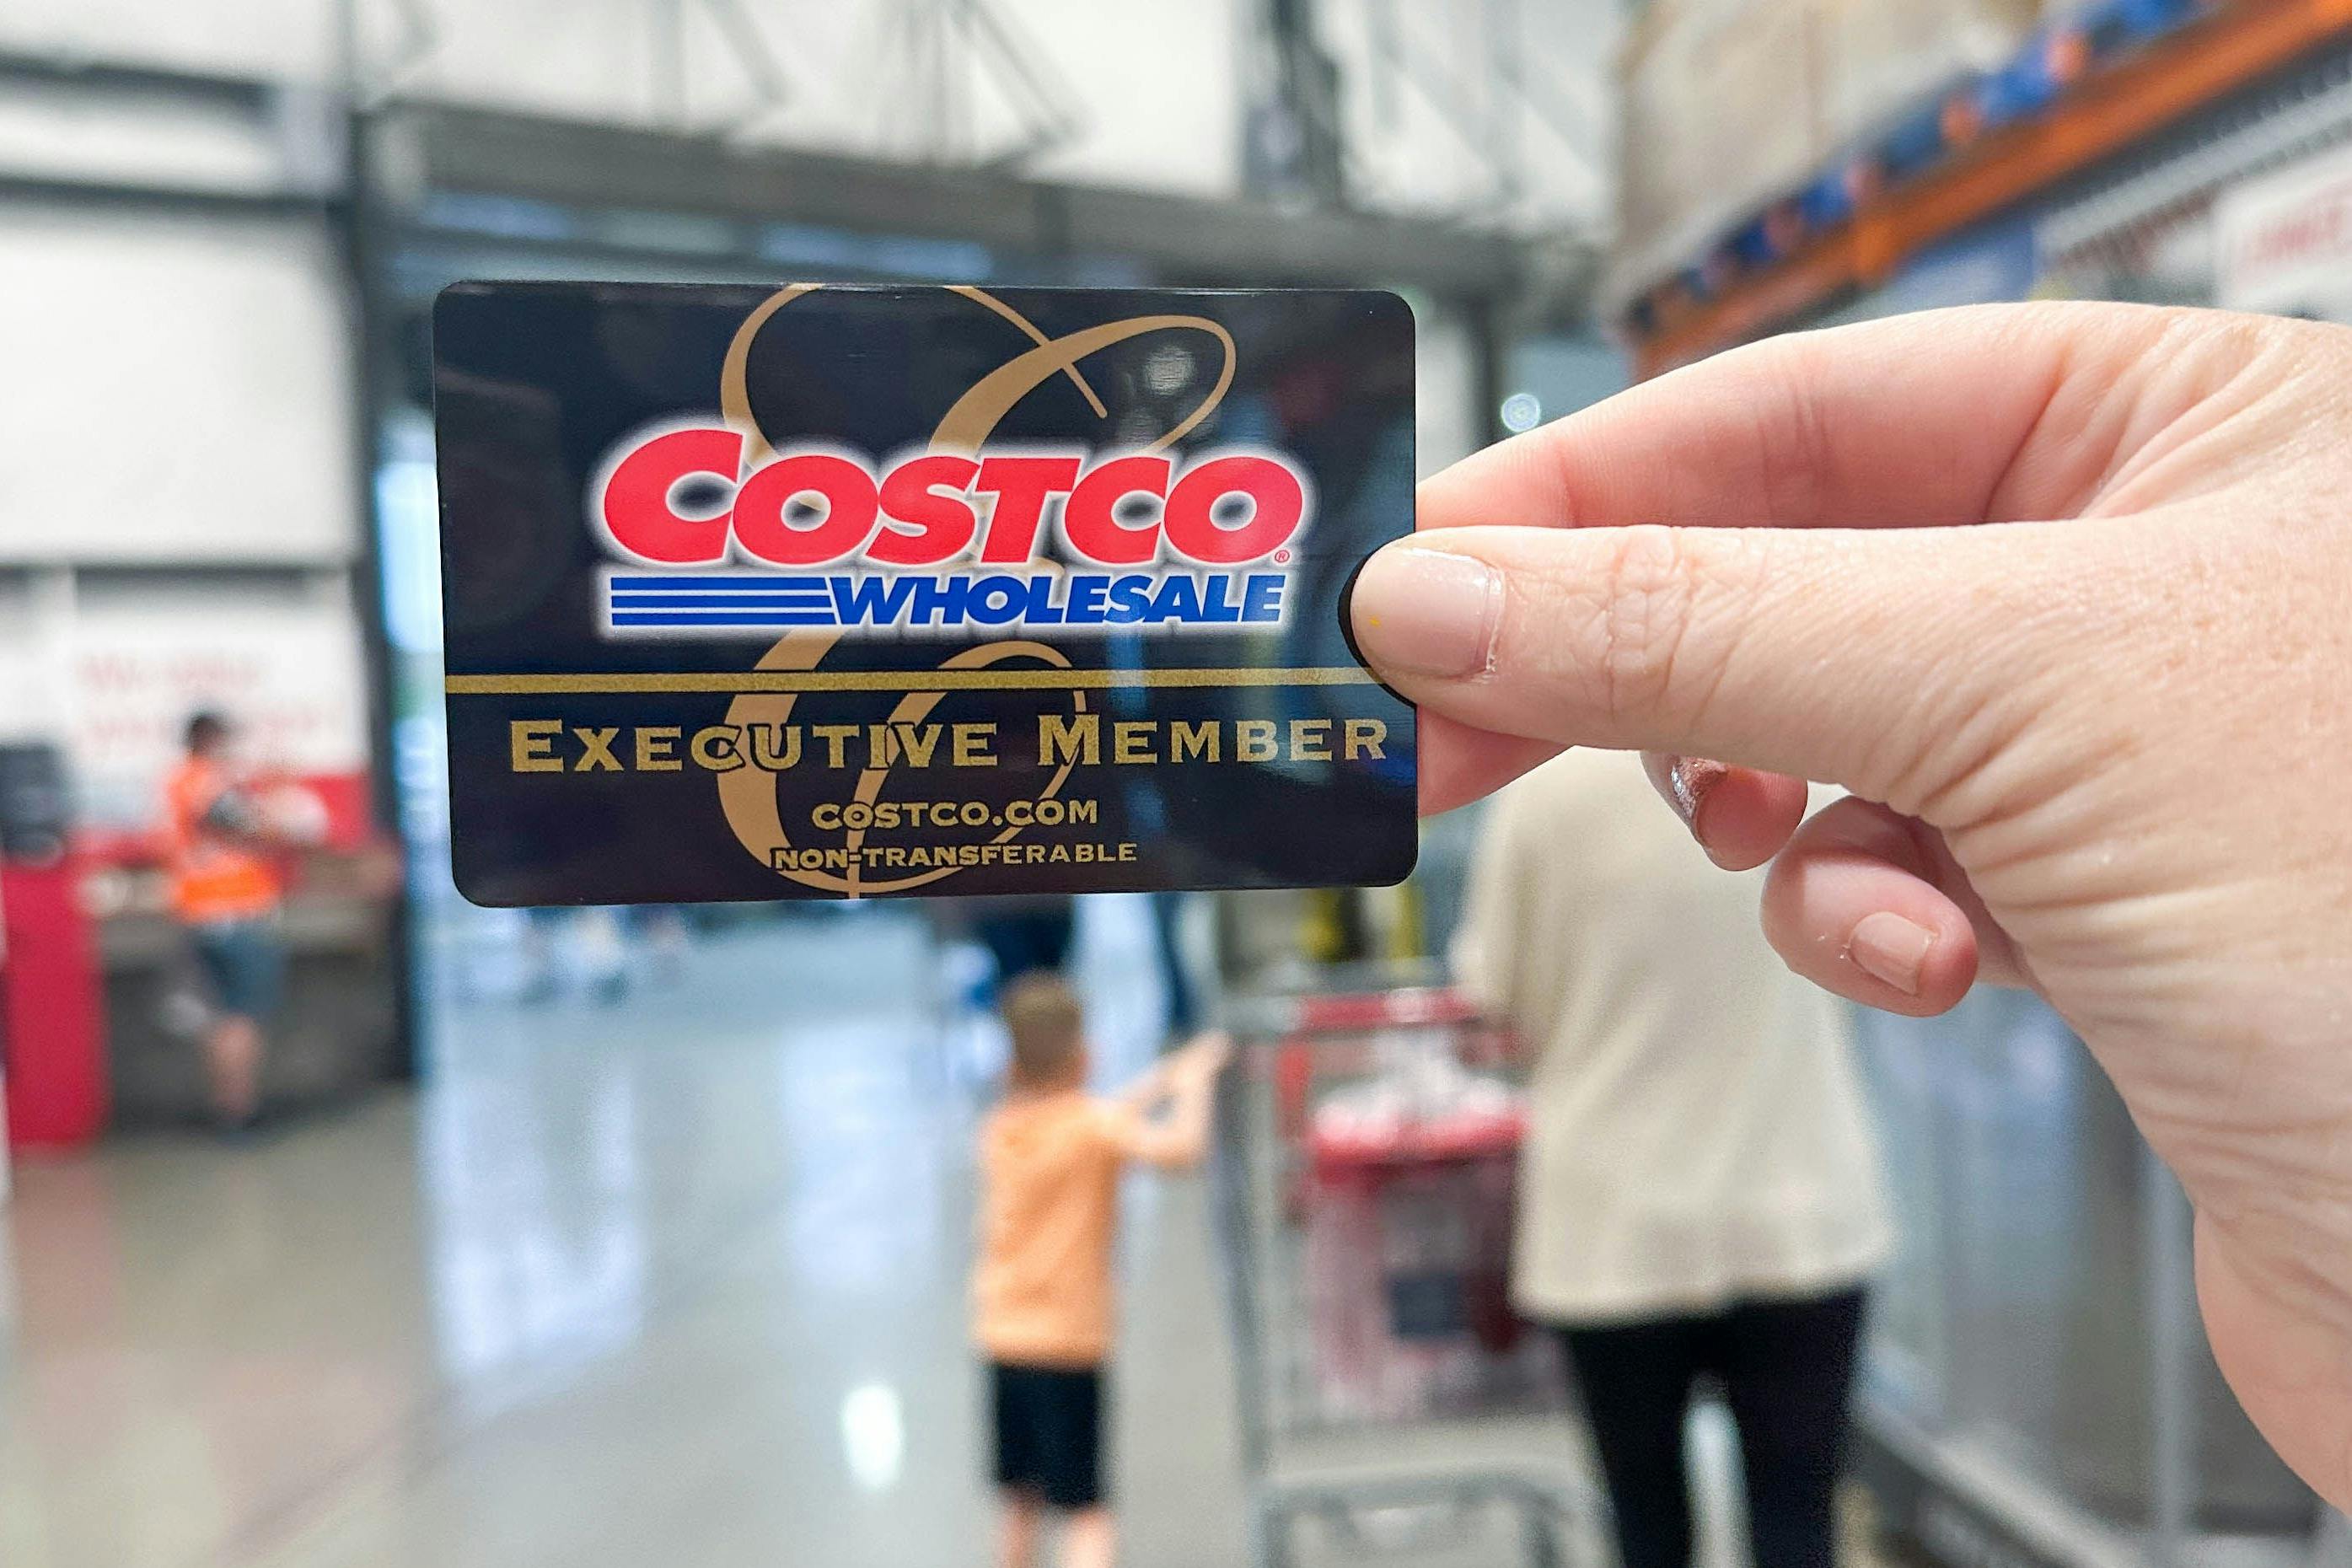 COSTCO®
WHOLESALE
EXECUTIVE MEMBER
COSTCO.COM
NON-TRANSFERABLE